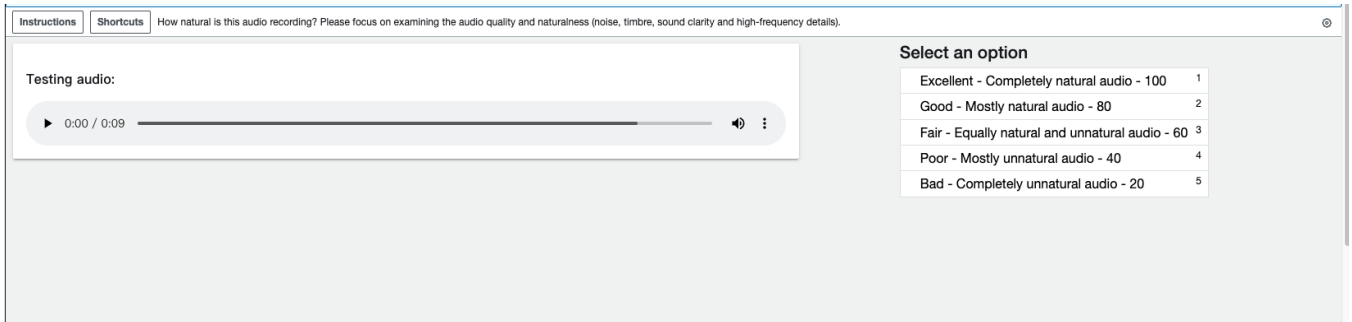 Instructions Shortcuts How natural is this audio recording? Please focus on examining the audio quality and naturalness (noise, timbre, sound clarity and high-frequency details).
Testing audio:
0:00 / 0:09
Select an option
Excellent - Completely natural audio - 100 1
Good - Mostly natural audio - 80 2
Fair - Equally natural and unnatural audio - 60 3
Poor - Mostly unnatural audio - 40 4
Bad - Completely unnatural audio - 20 5